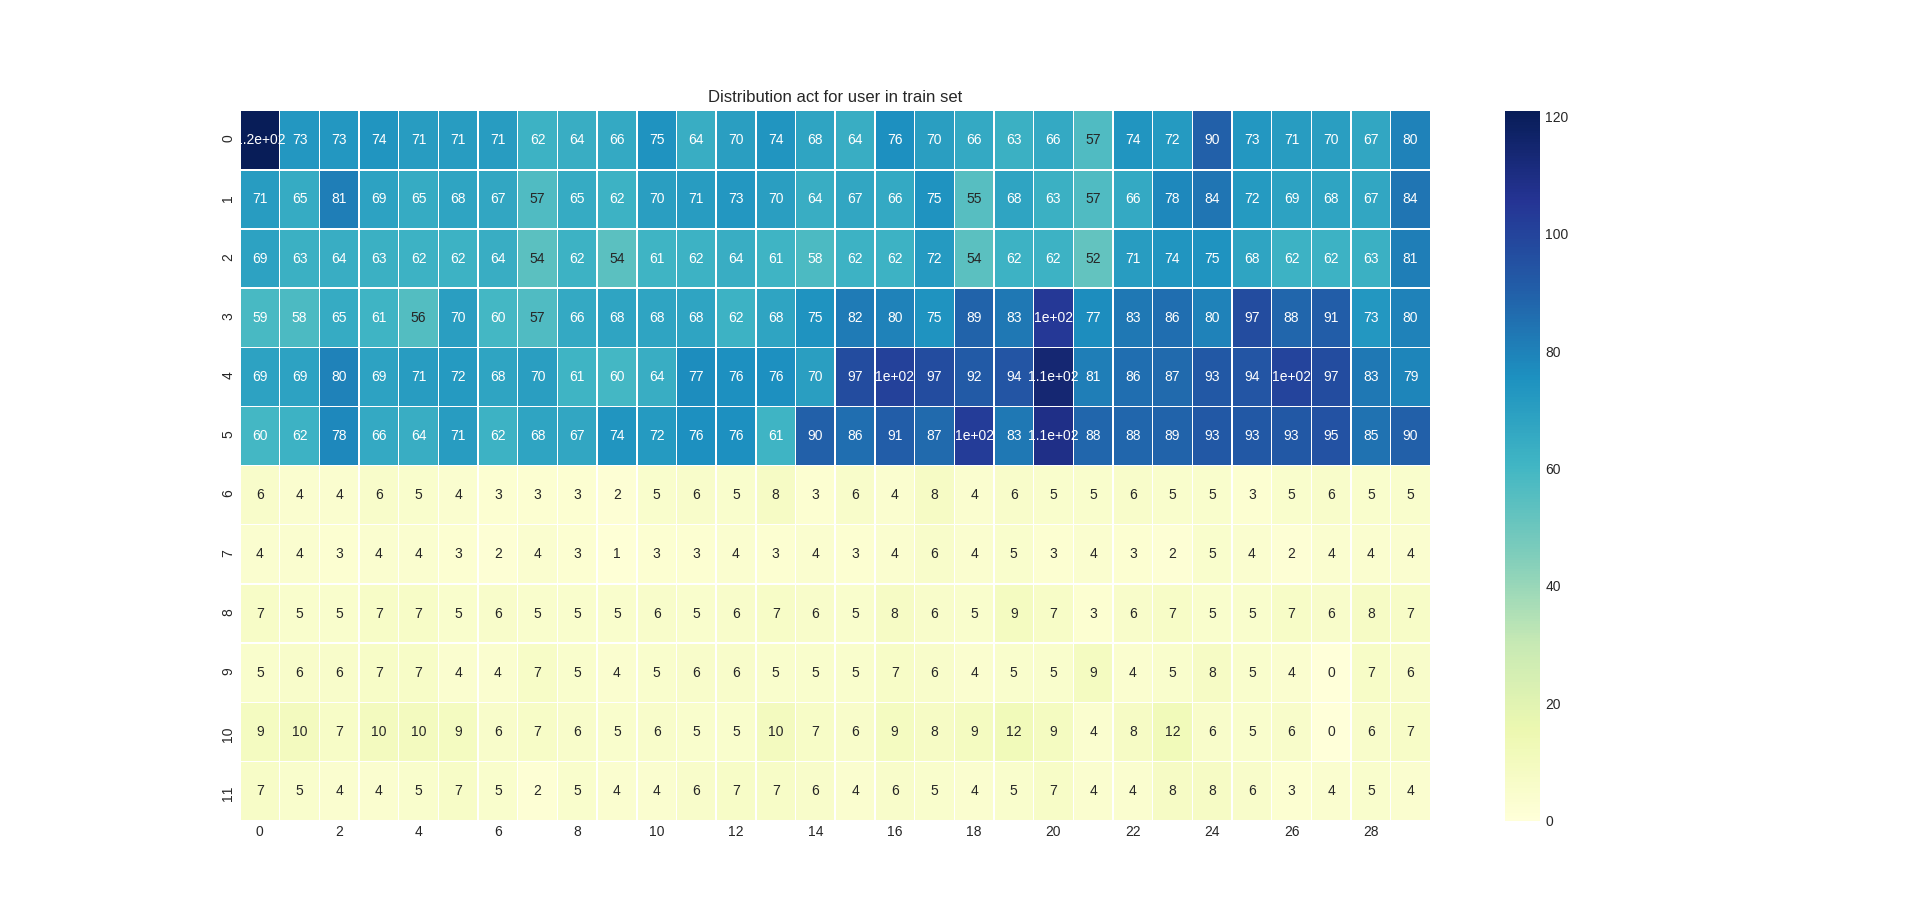 Distribution act for user in train set
0 .2e+02 73 73 74 71 71 71 62 64 66 75 64 70 74 68 64 76 70 66 63 66 57 74 72 90 73 71 70 67 80
1 71 65 81 69 65 68 67 57 65 62 70 71 73 70 64 67 66 75 55 68 63 57 66 78 84 72 69 68 67 84
2 69 63 64 63 62 62 64 54 62 54 61 62 64 61 58 62 62 72 54 62 62 52 71 74 75 68 62 62 63 81
3 59 58 65 61 56 70 60 57 66 68 68 68 62 68 75 82 80 75 89 83 1e+02 77 83 86 80 97 88 91 73 80
4 69 69 80 69 71 72 68 70 61 60 64 77 76 76 70 97 1e+02 97 92 94 1.1e+02 81 86 87 93 94 1e+02 97 83 79
5 60 62 78 66 64 71 62 68 67 74 72 76 76 61 90 86 91 87 1e+02 83 1.1e+02 88 88 89 93 93 93 95 85 90
6 6 4 4 6 5 4 3 3 3 2 5 6 5 8 3 6 4 8 4 6 5 5 6 5 5 3 5 6 5 5
7 4 4 3 4 4 3 2 4 3 1 3 3 4 3 4 3 4 6 4 5 3 4 3 2 5 4 2 4 4 4
8 7 5 5 7 7 5 6 5 5 5 6 5 6 7 6 5 8 6 5 9 7 3 6 7 5 5 7 6 8 7
9 5 6 6 7 7 4 4 7 5 4 5 6 6 5 5 5 7 6 4 5 5 9 4 5 8 5 4 0 7 6
10 9 10 7 10 10 9 6 7 6 5 6 5 5 10 7 6 9 8 9 12 9 4 8 12 6 5 6 0 6 7
11 7 5 4 4 5 7 5 2 5 4 4 6 7 7 6 4 6 5 4 5 7 4 4 8 8 6 3 4 5 4
0 2 4 6 8 10 12 14 16 18 20 22 24 26 28
120
100
80
60
40
20
0